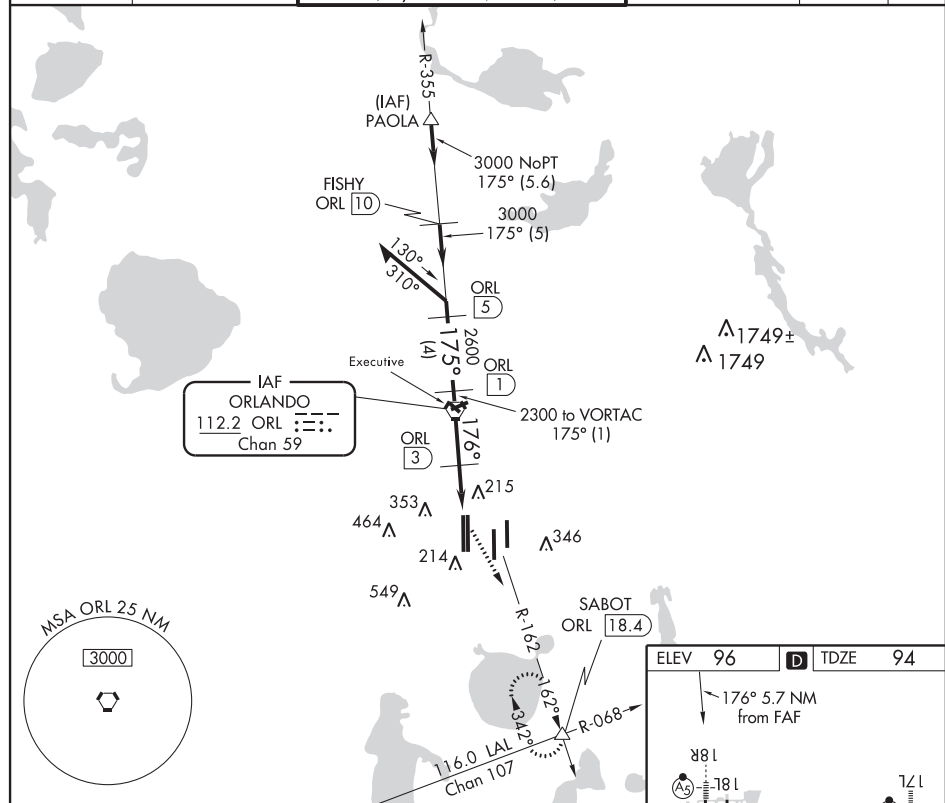 R-355
(IAF)
PAOLA
3000 NoPT
175° (5.6)
FISHY
ORL 10
3000
175° (5)
130°
310°
ORL
5
2600
175°
(4)
Executive
ORL
1
IAF
ORLANDO
112.2 ORL
Chan 59
2300 to VORTAC
175° (1)
176°
ORL
3
1749±
1749
215
353
464
346
214
549
MSA ORL 25 NM
3000
R-162
SABOT
ORL 18.4
162°
342°
R-068
116.0 LAL
Chan 107
ELEV 96 D TDZE 94
176° 5.7 NM
from FAF
18R
A5
18L
17L